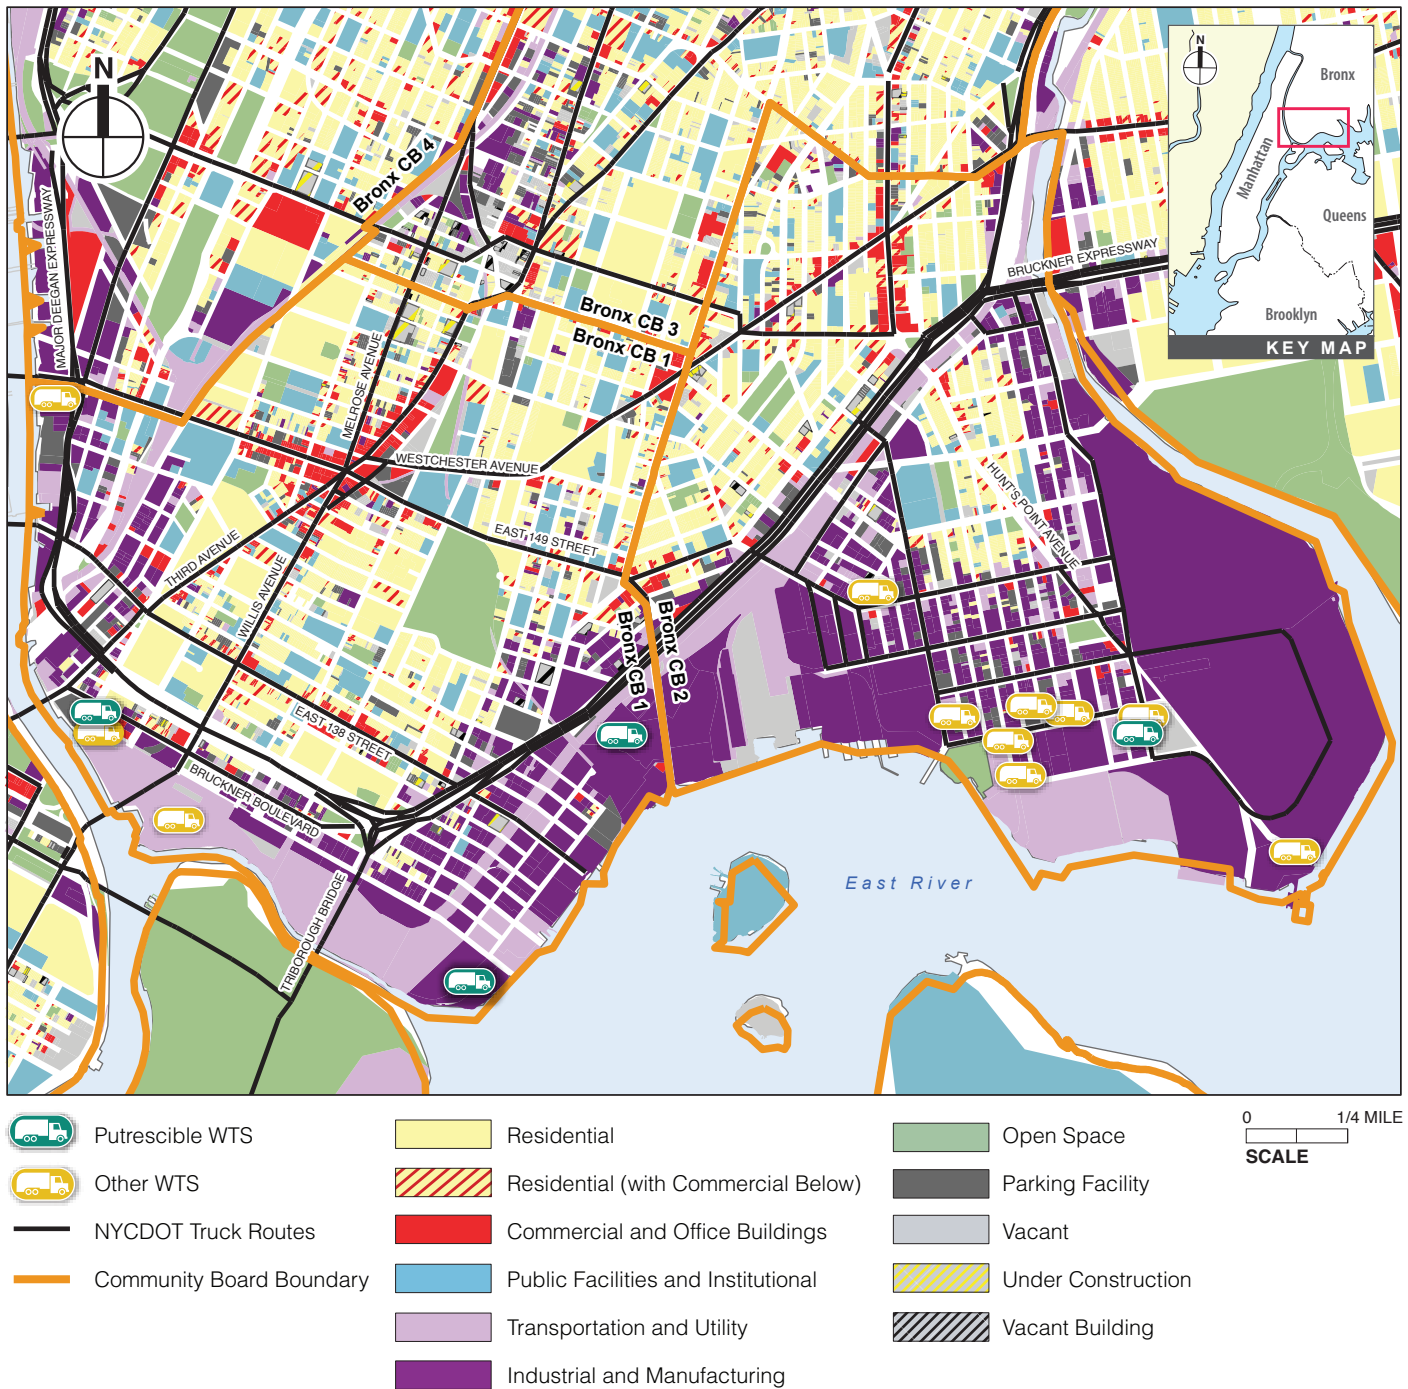 N
Bronx CB 4
MAJOR DEEGAN EXPRESSWAY
N
Bronx
Manhattan
Queens
Brooklyn
KEY MAP
BRUCKNER EXPRESSWAY
Bronx CB 3
Bronx CB 1
MELROSE AVENUE
WESTCHESTER AVENUE
HUNT'S POINT AVENUE
EAST 149 STREET
THIRD AVENUE
WILLIS AVENUE
Bronx CB 1
Bronx CB 2
EAST 138 STREET
BRUCKNER BOULEVARD
TRIBOROUGH BRIDGE
East River
Putrescible WTS
Other WTS
NYCDOT Truck Routes
Community Board Boundary
Residential
Residential (with Commercial Below)
Commercial and Office Buildings
Public Facilities and Institutional
Transportation and Utility
Industrial and Manufacturing
Open Space
Parking Facility
Vacant
Under Construction
Vacant Building
0 1/4 MILE
SCALE